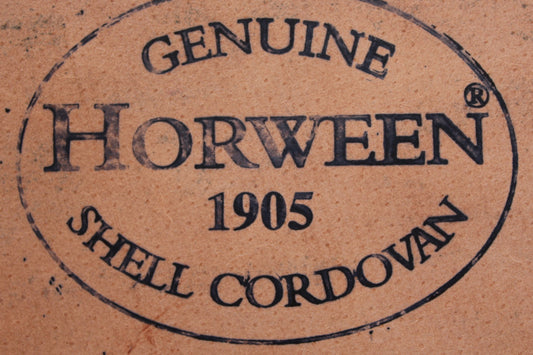 GENUINE
HORWEEN®
1905
SHELL CORDOVAN